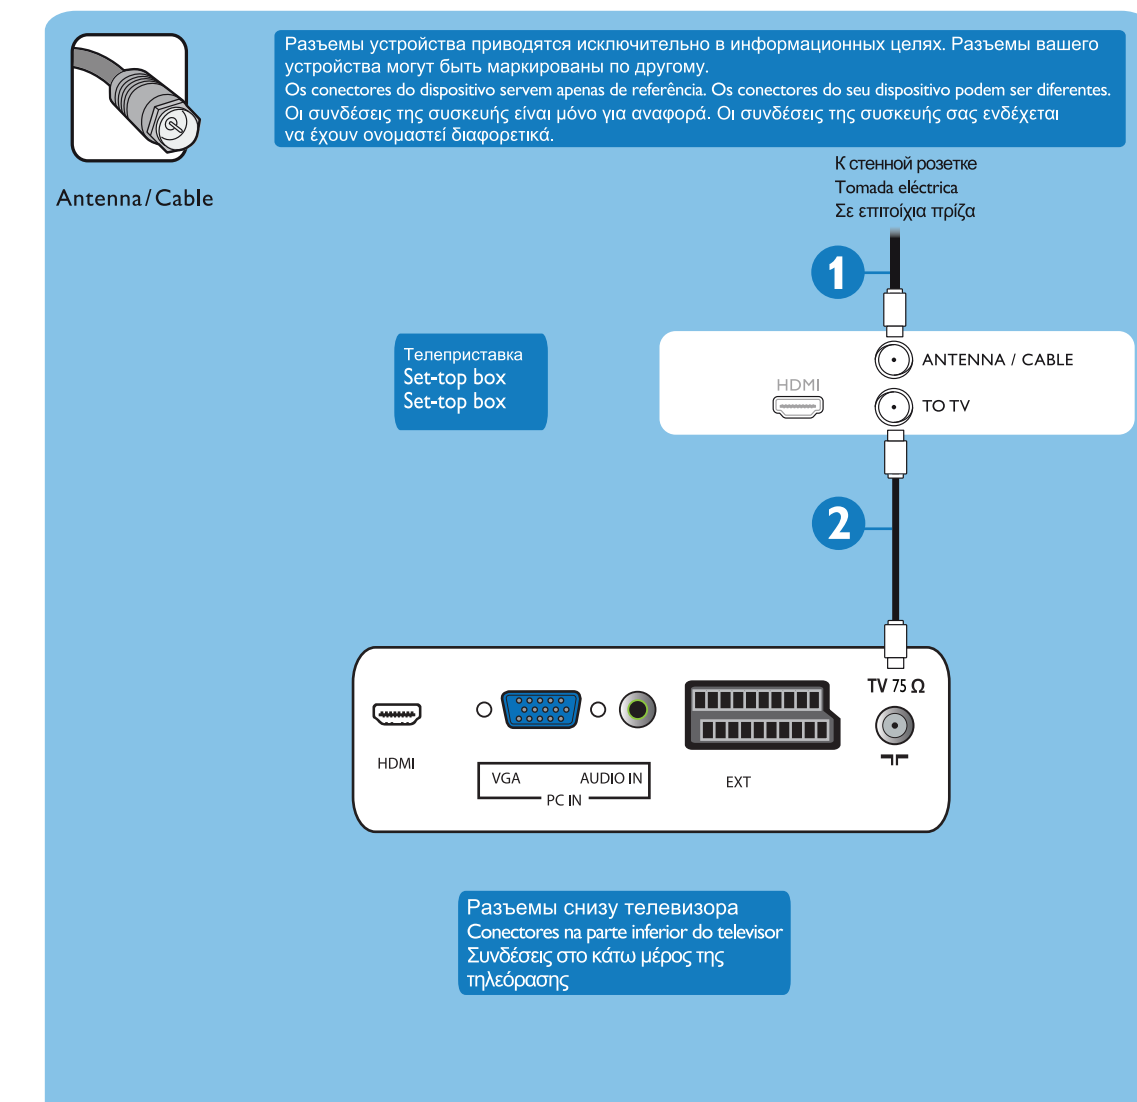 Разъемы устройства приводятся исключительно в информационных целях. Разъемы вашего
устройства могут быть маркированы по другому.
Os conectores do dispositivo servem apenas de referência. Os conectores do seu dispositivo podem ser diferentes.
Οι συνδέσεις της συσκευής είναι μόνο για αναφορά. Οι συνδέσεις της συσκευής σας ενδέχεται
να έχουν ονομαστεί διαφορετικά.
Antenna/Cable
К стенной розетке
Tomada eléctrica
Σε επιτοίχια πρίζα
1
Телеприставка
Set-top box
Set-top box
ANTENNA / CABLE
HDMI
TO TV
2
TV 75 Ω
HDMI
VGA
AUDIO IN
PC IN
EXT
Разъемы снизу телевизора
Conectores na parte inferior do televisor
Συνδέσεις στο κάτω μέρος της
τηλεόρασης